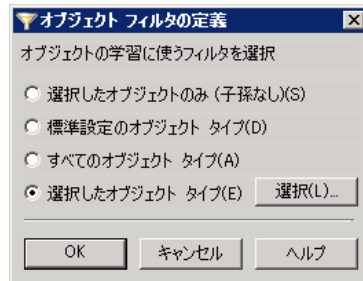 オブジェクト フィルタの定義
オブジェクトの学習に使うフィルタを選択
選択したオブジェクトのみ (子孫なし)(S)
標準設定のオブジェクト タイプ(D)
すべてのオブジェクト タイプ(A)
選択したオブジェクト タイプ(E) 選択(L)...
OK キャンセル ヘルプ